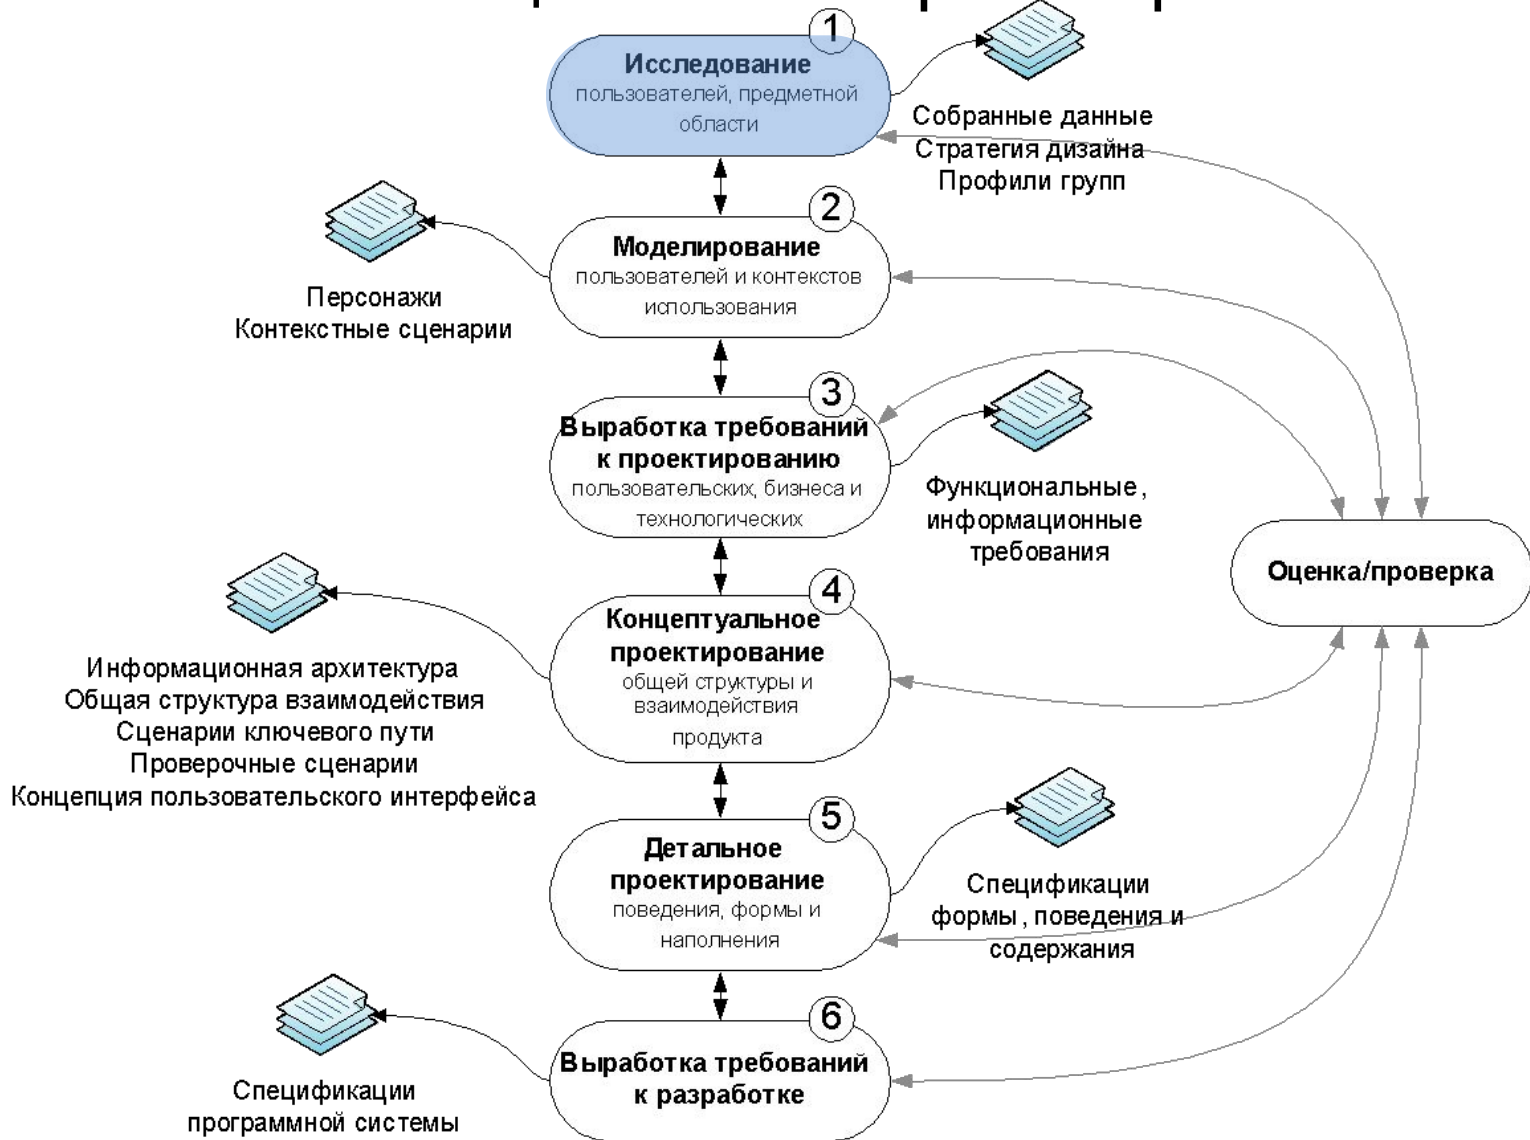 1
Исследование
пользователей, предметной
области
Собранные данные
Стратегия дизайна
Профили групп
2
Моделирование
пользователей и контекстов
использования
Персонажи
Контекстные сценарии
3
Выработка требований
к проектированию
пользовательских, бизнеса и
технологических
Функциональные,
информационные
требования
Оценка/проверка
4
Концептуальное
проектирование
общей структуры и
взаимодействия
продукта
Информационная архитектура
Общая структура взаимодействия
Сценарии ключевого пути
Проверочные сценарии
Концепция пользовательского интерфейса
5
Детальное
проектирование
поведения, формы и
наполнения
Спецификации
формы, поведения и
содержания
6
Выработка требований
к разработке
Спецификации
программной системы